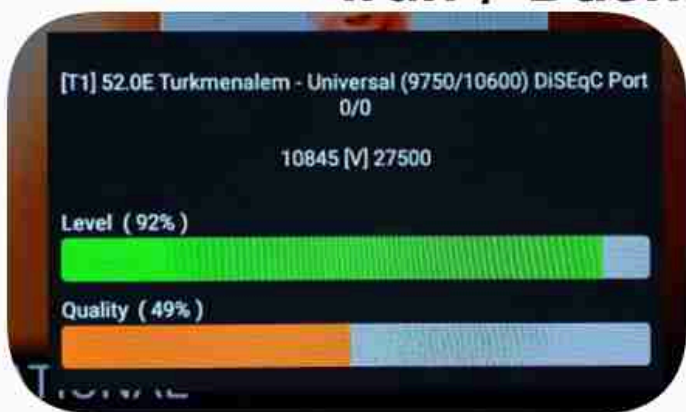 [T1] 52.0E Turkmenalem - Universal (9750/10600) DiSEqC Port
0/0
10845 [V] 27500
Level ( 92% )
Quality ( 49% )